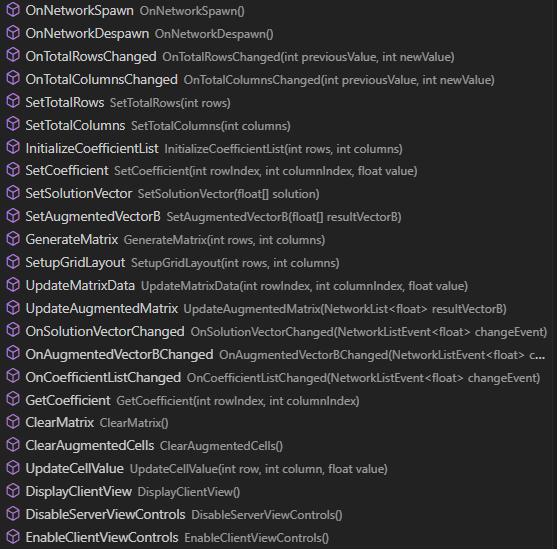 OnNetworkSpawn OnNetworkSpawn()
OnNetworkDespawn OnNetworkDespawn()
OnTotalRowsChanged OnTotalRowsChanged(int previousValue, int newValue)
OnTotalColumnsChanged OnTotalColumnsChanged(int previousValue, int newValue)
SetTotalRows SetTotalRows(int rows)
SetTotalColumns SetTotalColumns(int columns)
InitializeCoefficientList InitializeCoefficientList(int rows, int columns)
SetCoefficient SetCoefficient(int rowIndex, int columnIndex, float value)
SetSolutionVector SetSolutionVector(float[] solution)
SetAugmentedVectorB SetAugmentedVectorB(float[] resultVectorB)
GenerateMatrix GenerateMatrix(int rows, int columns)
SetupGridLayout SetupGridLayout(int rows, int columns)
UpdateMatrixData UpdateMatrixData(int rowIndex, int columnIndex, float value)
UpdateAugmentedMatrix UpdateAugmentedMatrix(NetworkList<float> resultVectorB)
OnSolutionVectorChanged OnSolutionVectorChanged(NetworkListEvent<float> changeEvent)
OnAugmentedVectorBChanged OnAugmentedVectorBChanged(NetworkListEvent<float> c...
OnCoefficientListChanged OnCoefficientListChanged(NetworkListEvent<float> changeEvent)
GetCoefficient GetCoefficient(int rowIndex, int columnIndex)
ClearMatrix ClearMatrix()
ClearAugmentedCells ClearAugmentedCells()
UpdateCellValue UpdateCellValue(int row, int column, float value)
DisplayClientView DisplayClientView()
DisableServerViewControls DisableServerViewControls()
EnableClientViewControls EnableClientViewControls()